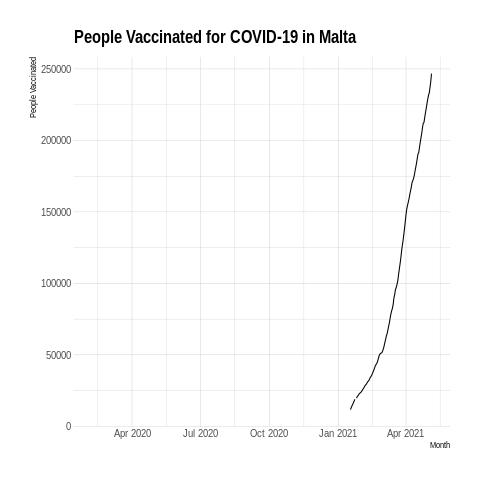 People Vaccinated for COVID-19 in Malta
People Vaccinated
250000
200000
150000
100000
50000
0
Apr 2020 Jul 2020 Oct 2020 Jan 2021 Apr 2021
Month